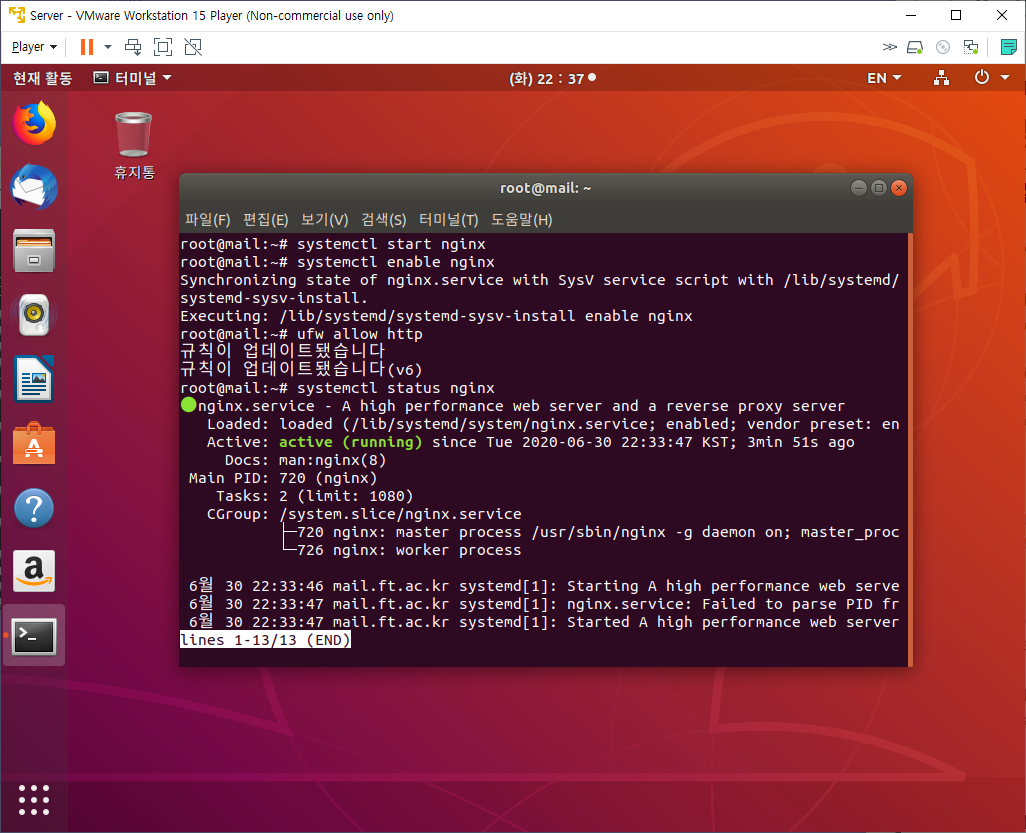 Server - VMware Workstation 15 Player (Non-commercial use only)
Player
현재 활동 터미널 (화) 22 : 37 EN
휴지통
root@mail: ~
파일(F) 편집(E) 보기(V) 검색(S) 터미널(T) 도움말(H)
root@mail:~# systemctl start nginx
root@mail:~# systemctl enable nginx
Synchronizing state of nginx.service with SysV service script with /lib/systemd/
systemd-sysv-install.
Executing: /lib/systemd/systemd-sysv-install enable nginx
root@mail:~# ufw allow http
규칙이 업데이트됐습니다
규칙이 업데이트됐습니다(v6)
root@mail:~# systemctl status nginx
●nginx.service - A high performance web server and a reverse proxy server
Loaded: loaded (/lib/systemd/system/nginx.service; enabled; vendor preset: en
Active: active (running) since Tue 2020-06-30 22:33:47 KST; 3min 51s ago
Docs: man:nginx(8)
Main PID: 720 (nginx)
Tasks: 2 (limit: 1080)
CGroup: /system.slice/nginx.service
├─720 nginx: master process /usr/sbin/nginx -g daemon on; master_proc
└─726 nginx: worker process
6월 30 22:33:46 mail.ft.ac.kr systemd[1]: Starting A high performance web serve
6월 30 22:33:47 mail.ft.ac.kr systemd[1]: nginx.service: Failed to parse PID fr
6월 30 22:33:47 mail.ft.ac.kr systemd[1]: Started A high performance web server
lines 1-13/13 (END)